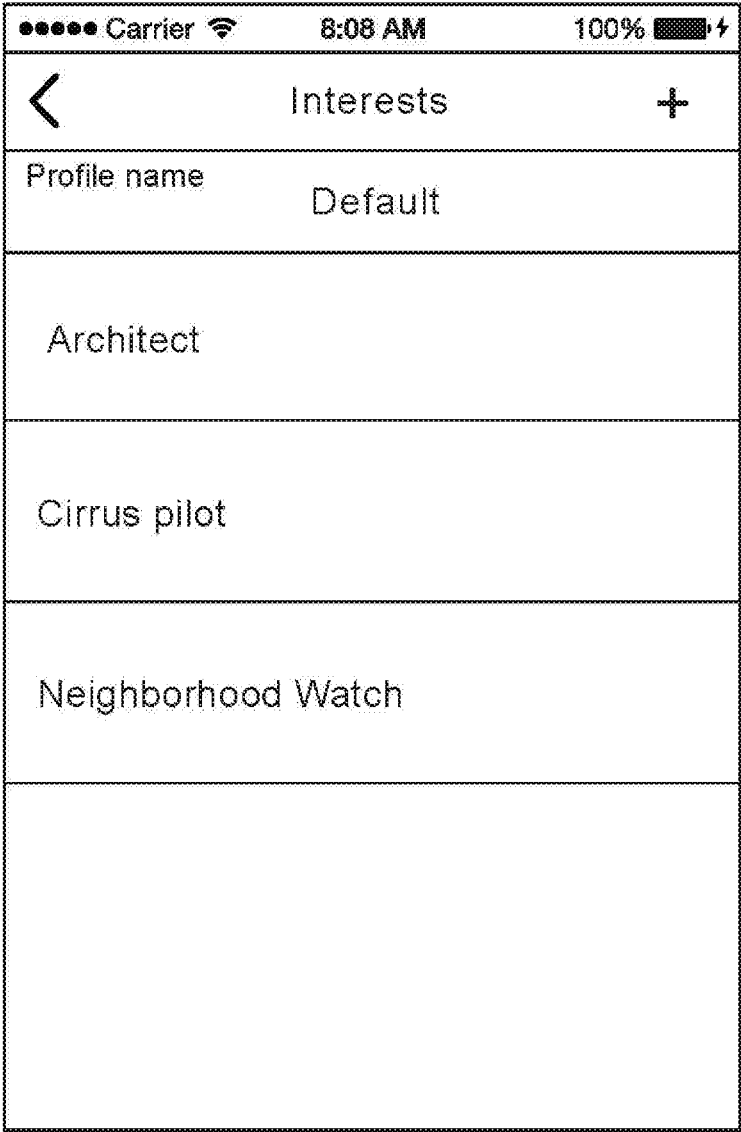 Carrier 8:08 AM 100%
Interests +
Profile name
Default
Architect
Cirrus pilot
Neighborhood Watch